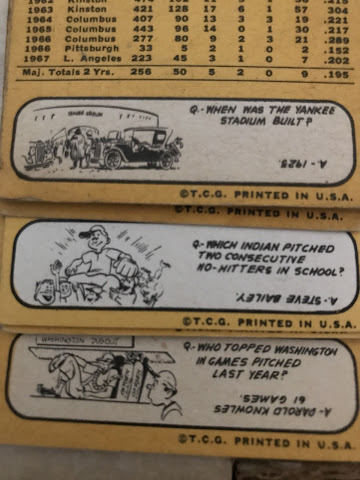 1963 Kinston 421 128 17 6 1 57 .304
1964 Columbus 407 90 13 3 3 19 .221
1965 Columbus 443 96 14 0 1 30 .217
1966 Columbus 277 80 9 2 3 21 .289
1966 Pittsburgh 33 5 2 1 0 2 .152
1967 L. Angeles 223 45 3 1 0 7 .202
Maj. Totals 2 Yrs. 256 50 5 2 0 9 .195
Q.-WHEN WAS THE YANKEE
STADIUM BUILT?
A.-1923.
©T.C.G. PRINTED IN U.S.A.
©T.C.G. PRINTED IN U.S.A.
Q-WHICH INDIAN PITCHED
TWO CONSECUTIVE
NO-HITTERS IN SCHOOL?
A.-STEVE BAILEY.
©T.C.G. PRINTED IN U.S.A.
WASHINGTON DUGOUT
Q.-WHO TOPPED WASHINGTON
IN GAMES PITCHED
LAST YEAR?
A-DAROLD KNOWLES
61 GAMES.
©T.C.G. PRINTED IN U.S.A.